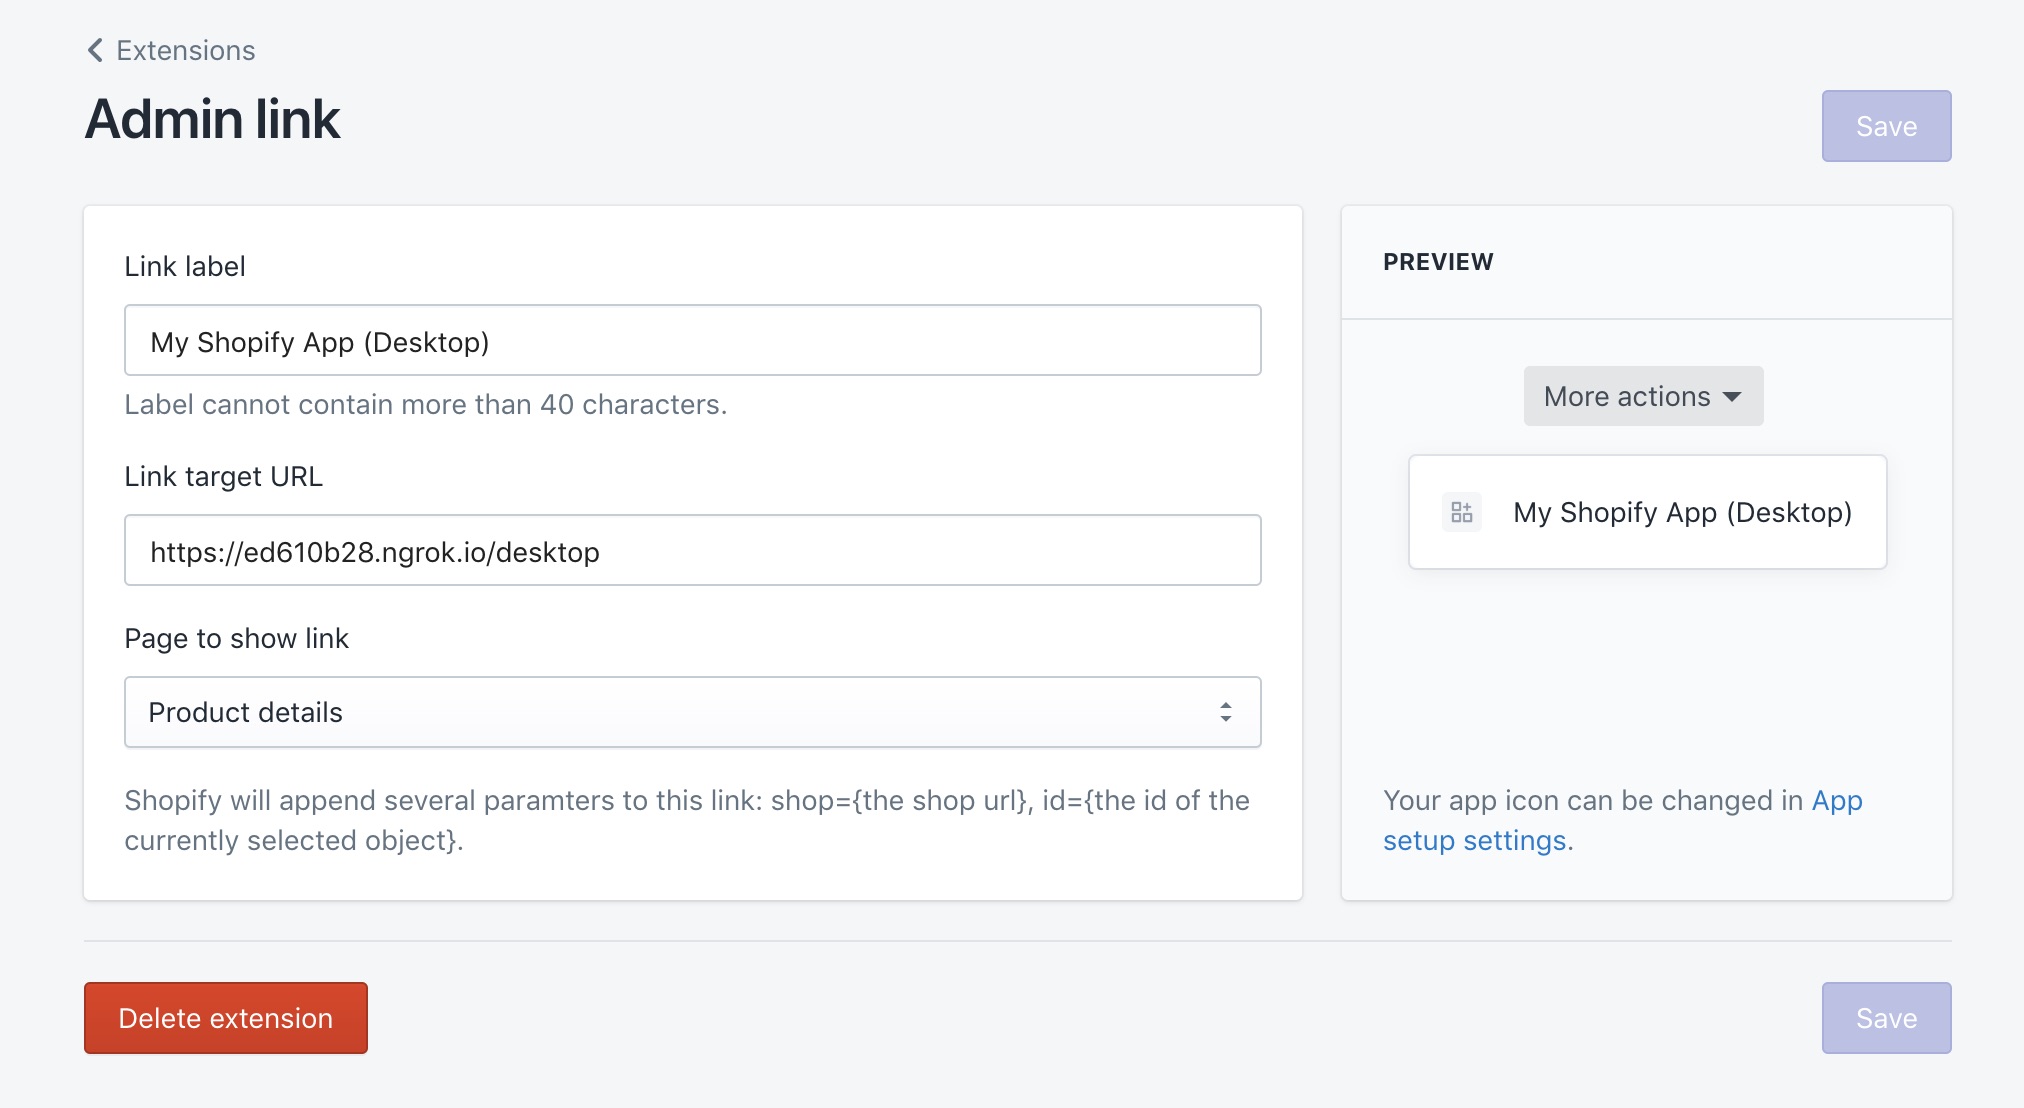 Extensions
Admin link
Save
Link label
My Shopify App (Desktop)
Label cannot contain more than 40 characters.
Link target URL
https://ed610b28.ngrok.io/desktop
Page to show link
Product details
Shopify will append several paramters to this link: shop={the shop url}, id={the id of the
currently selected object}.
PREVIEW
More actions
My Shopify App (Desktop)
Your app icon can be changed in App
setup settings.
Delete extension
Save